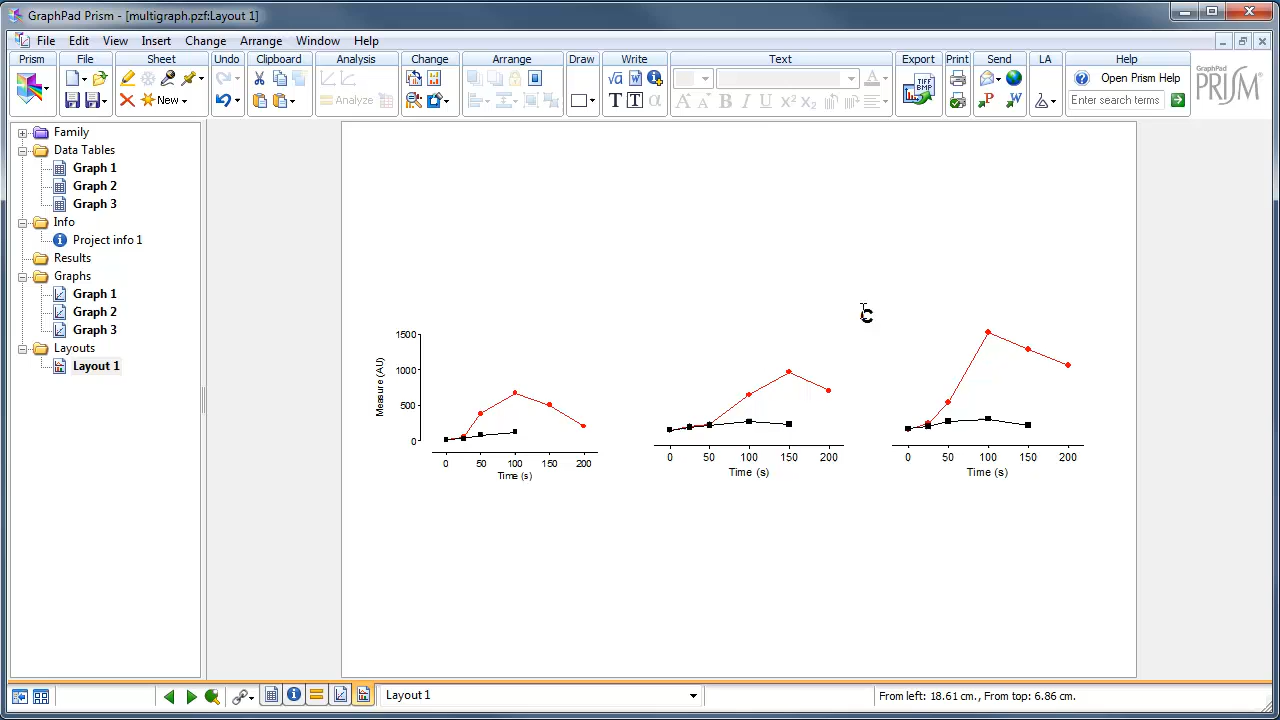 GraphPad Prism - [multigraph.pzf:Layout 1]
File Edit View Insert Change Arrange Window Help
Prism File Sheet Undo Clipboard Analysis Change Arrange Draw Write Text Export Print Send LA Help
New
Analyze
TIFF
BMP
Open Prism Help
Enter search terms
GraphPad
PRISM
Family
Data Tables
Graph 1
Graph 2
Graph 3
Info
Project info 1
Results
Graphs
Graph 1
Graph 2
Graph 3
Layouts
Layout 1
C
1500
1000
500
0
Measure (AU)
0 50 100 150 200
Time (s)
0 50 100 150 200
Time (s)
0 50 100 150 200
Time (s)
Layout 1
From left: 18.61 cm., From top: 6.86 cm.